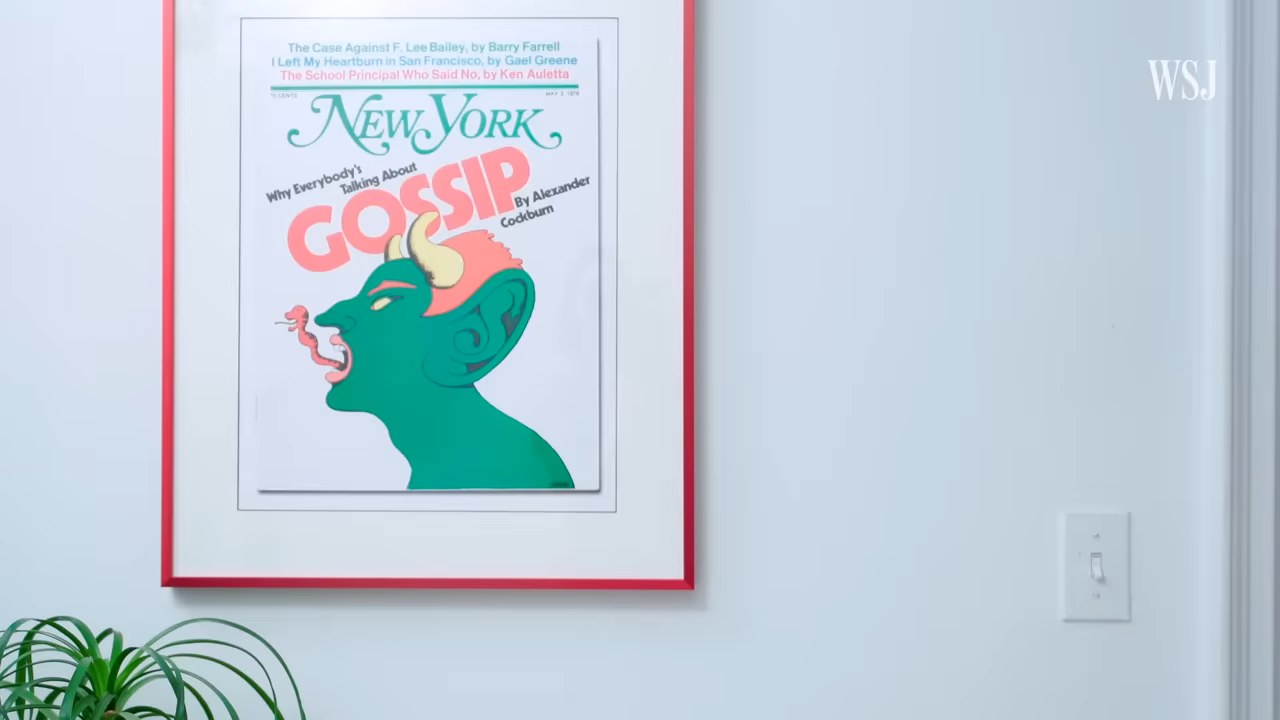 The Case Against F. Lee Bailey, by Barry Farrell
I Left My Heartburn in San Francisco, by Gael Greene
The School Principal Who Said No, by Ken Auletta
NEW YORK
Why Everybody's
Talking About
GOSSIP
By Alexander
Cockburn
WSJ